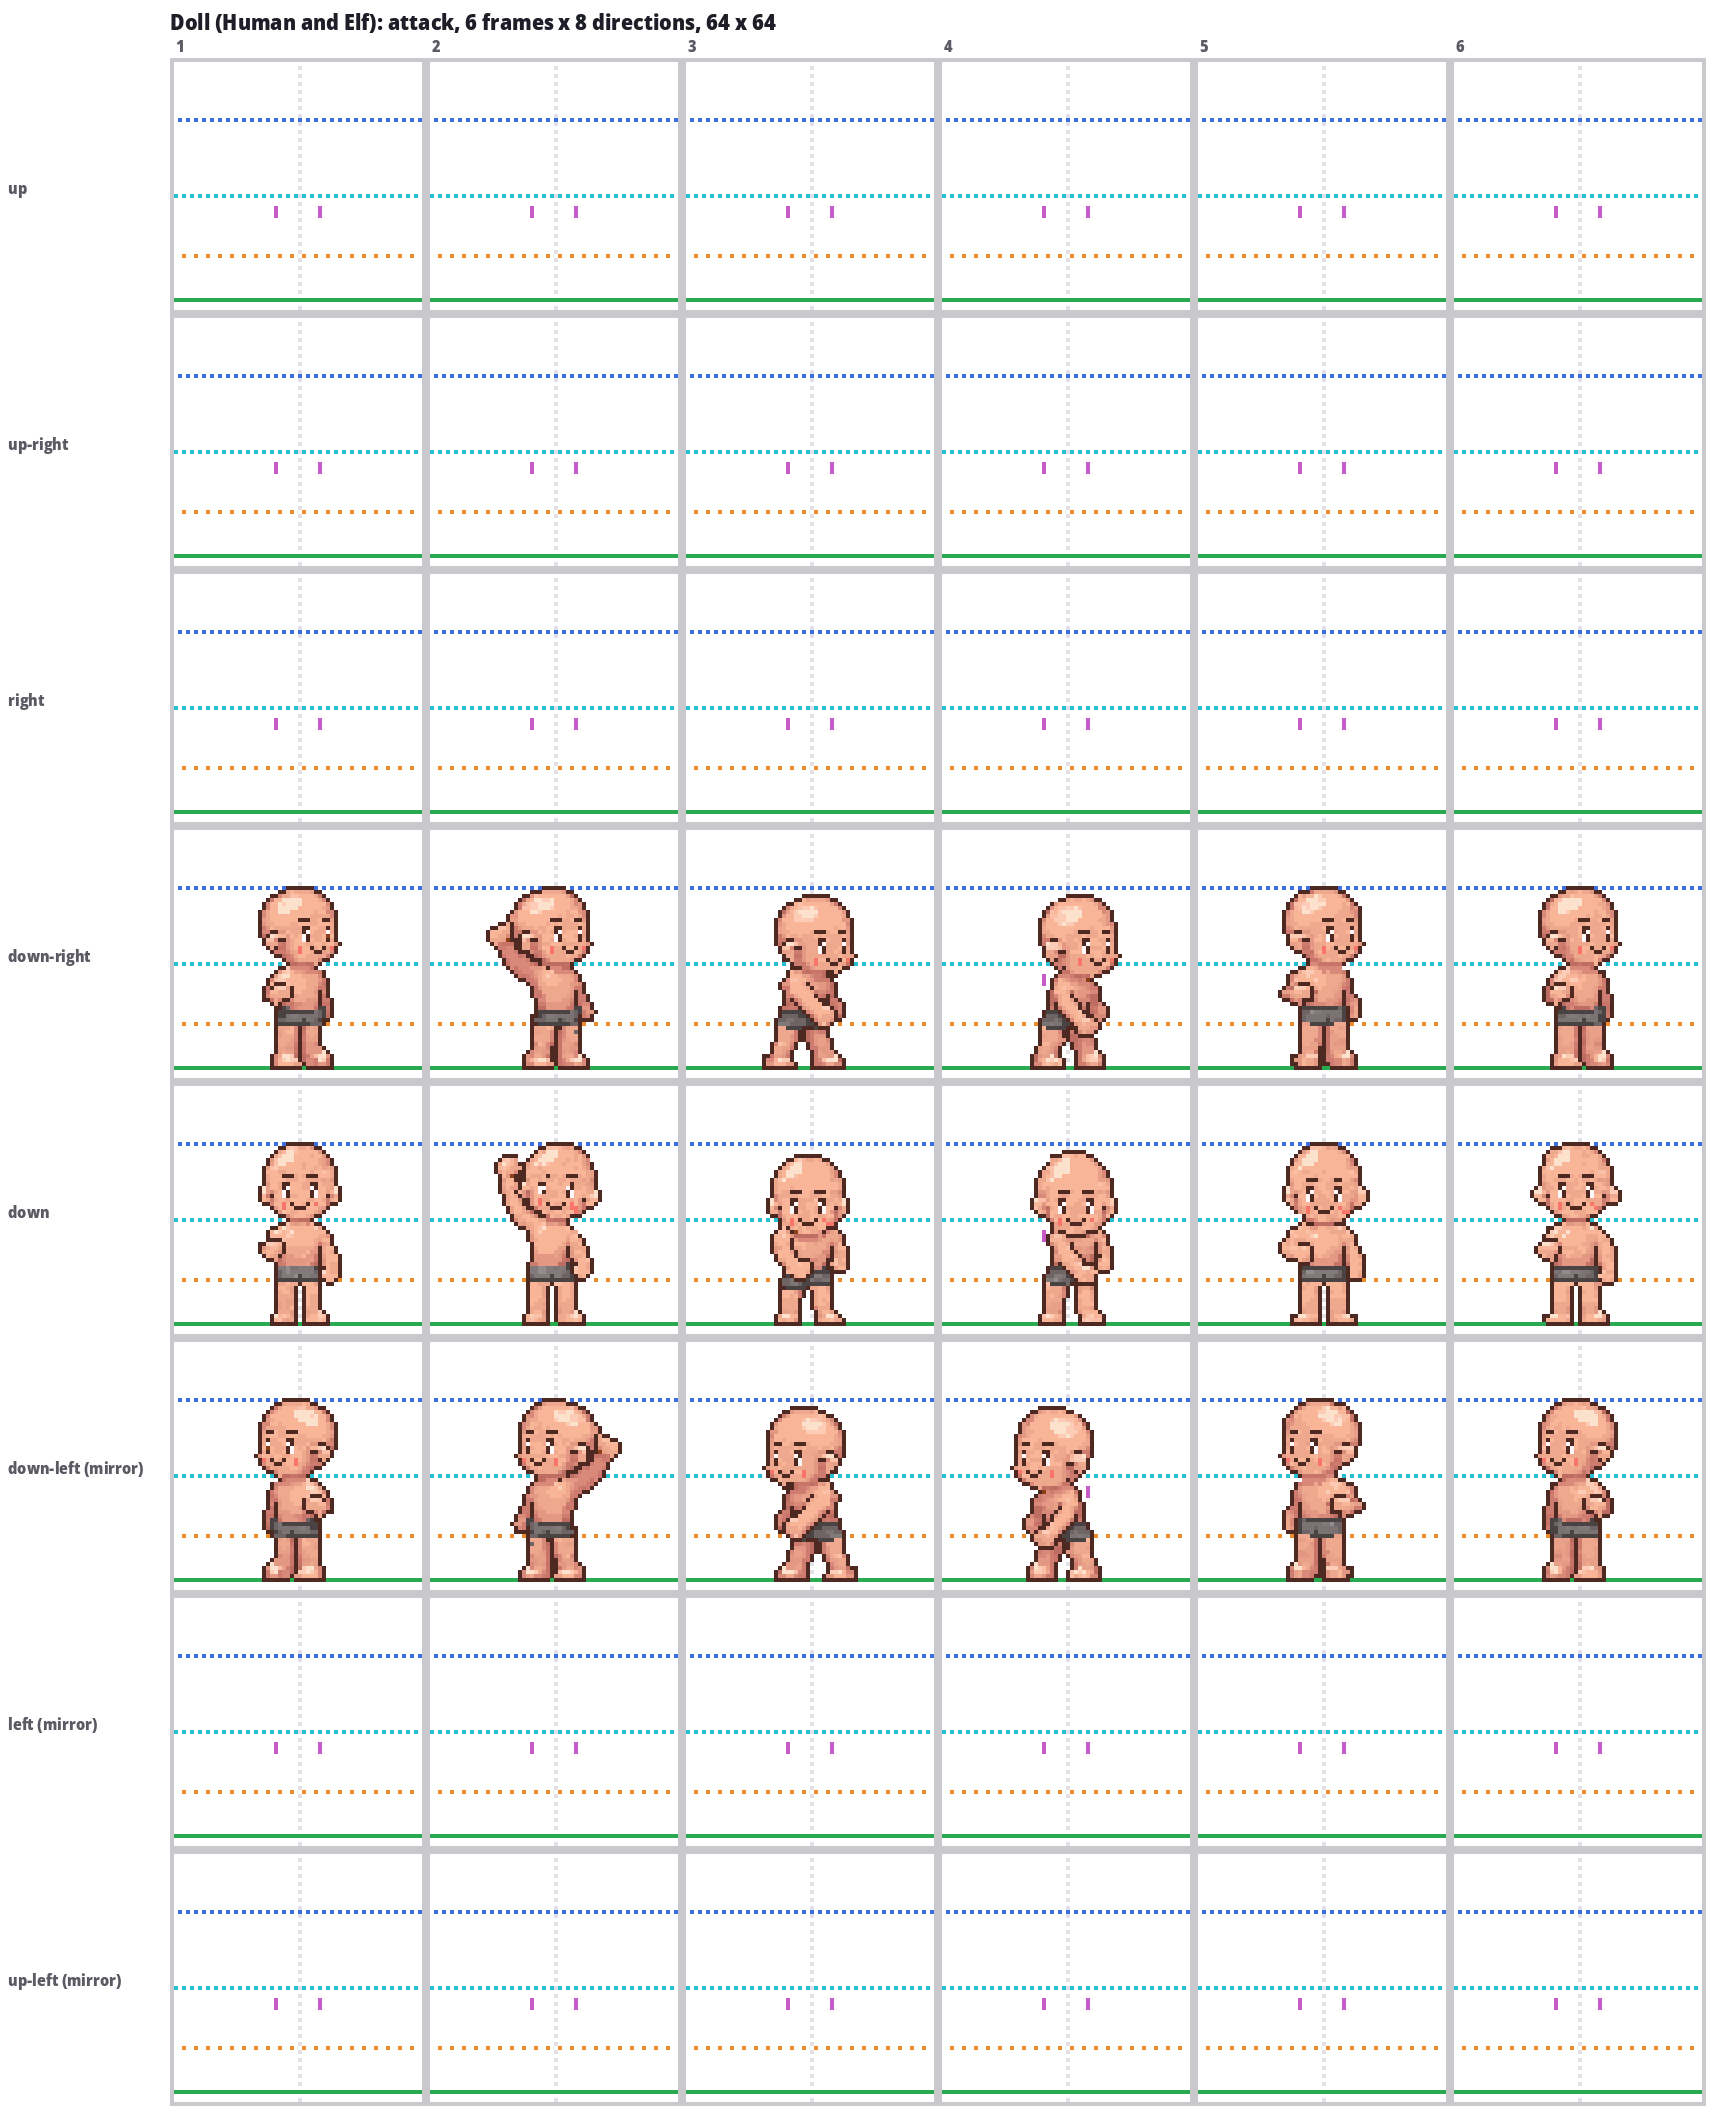 Doll (Human and Elf): attack, 6 frames x 8 directions, 64 x 64
1 2 3 4 5 6
up
up-right
right
down-right
down
down-left (mirror)
left (mirror)
up-left (mirror)